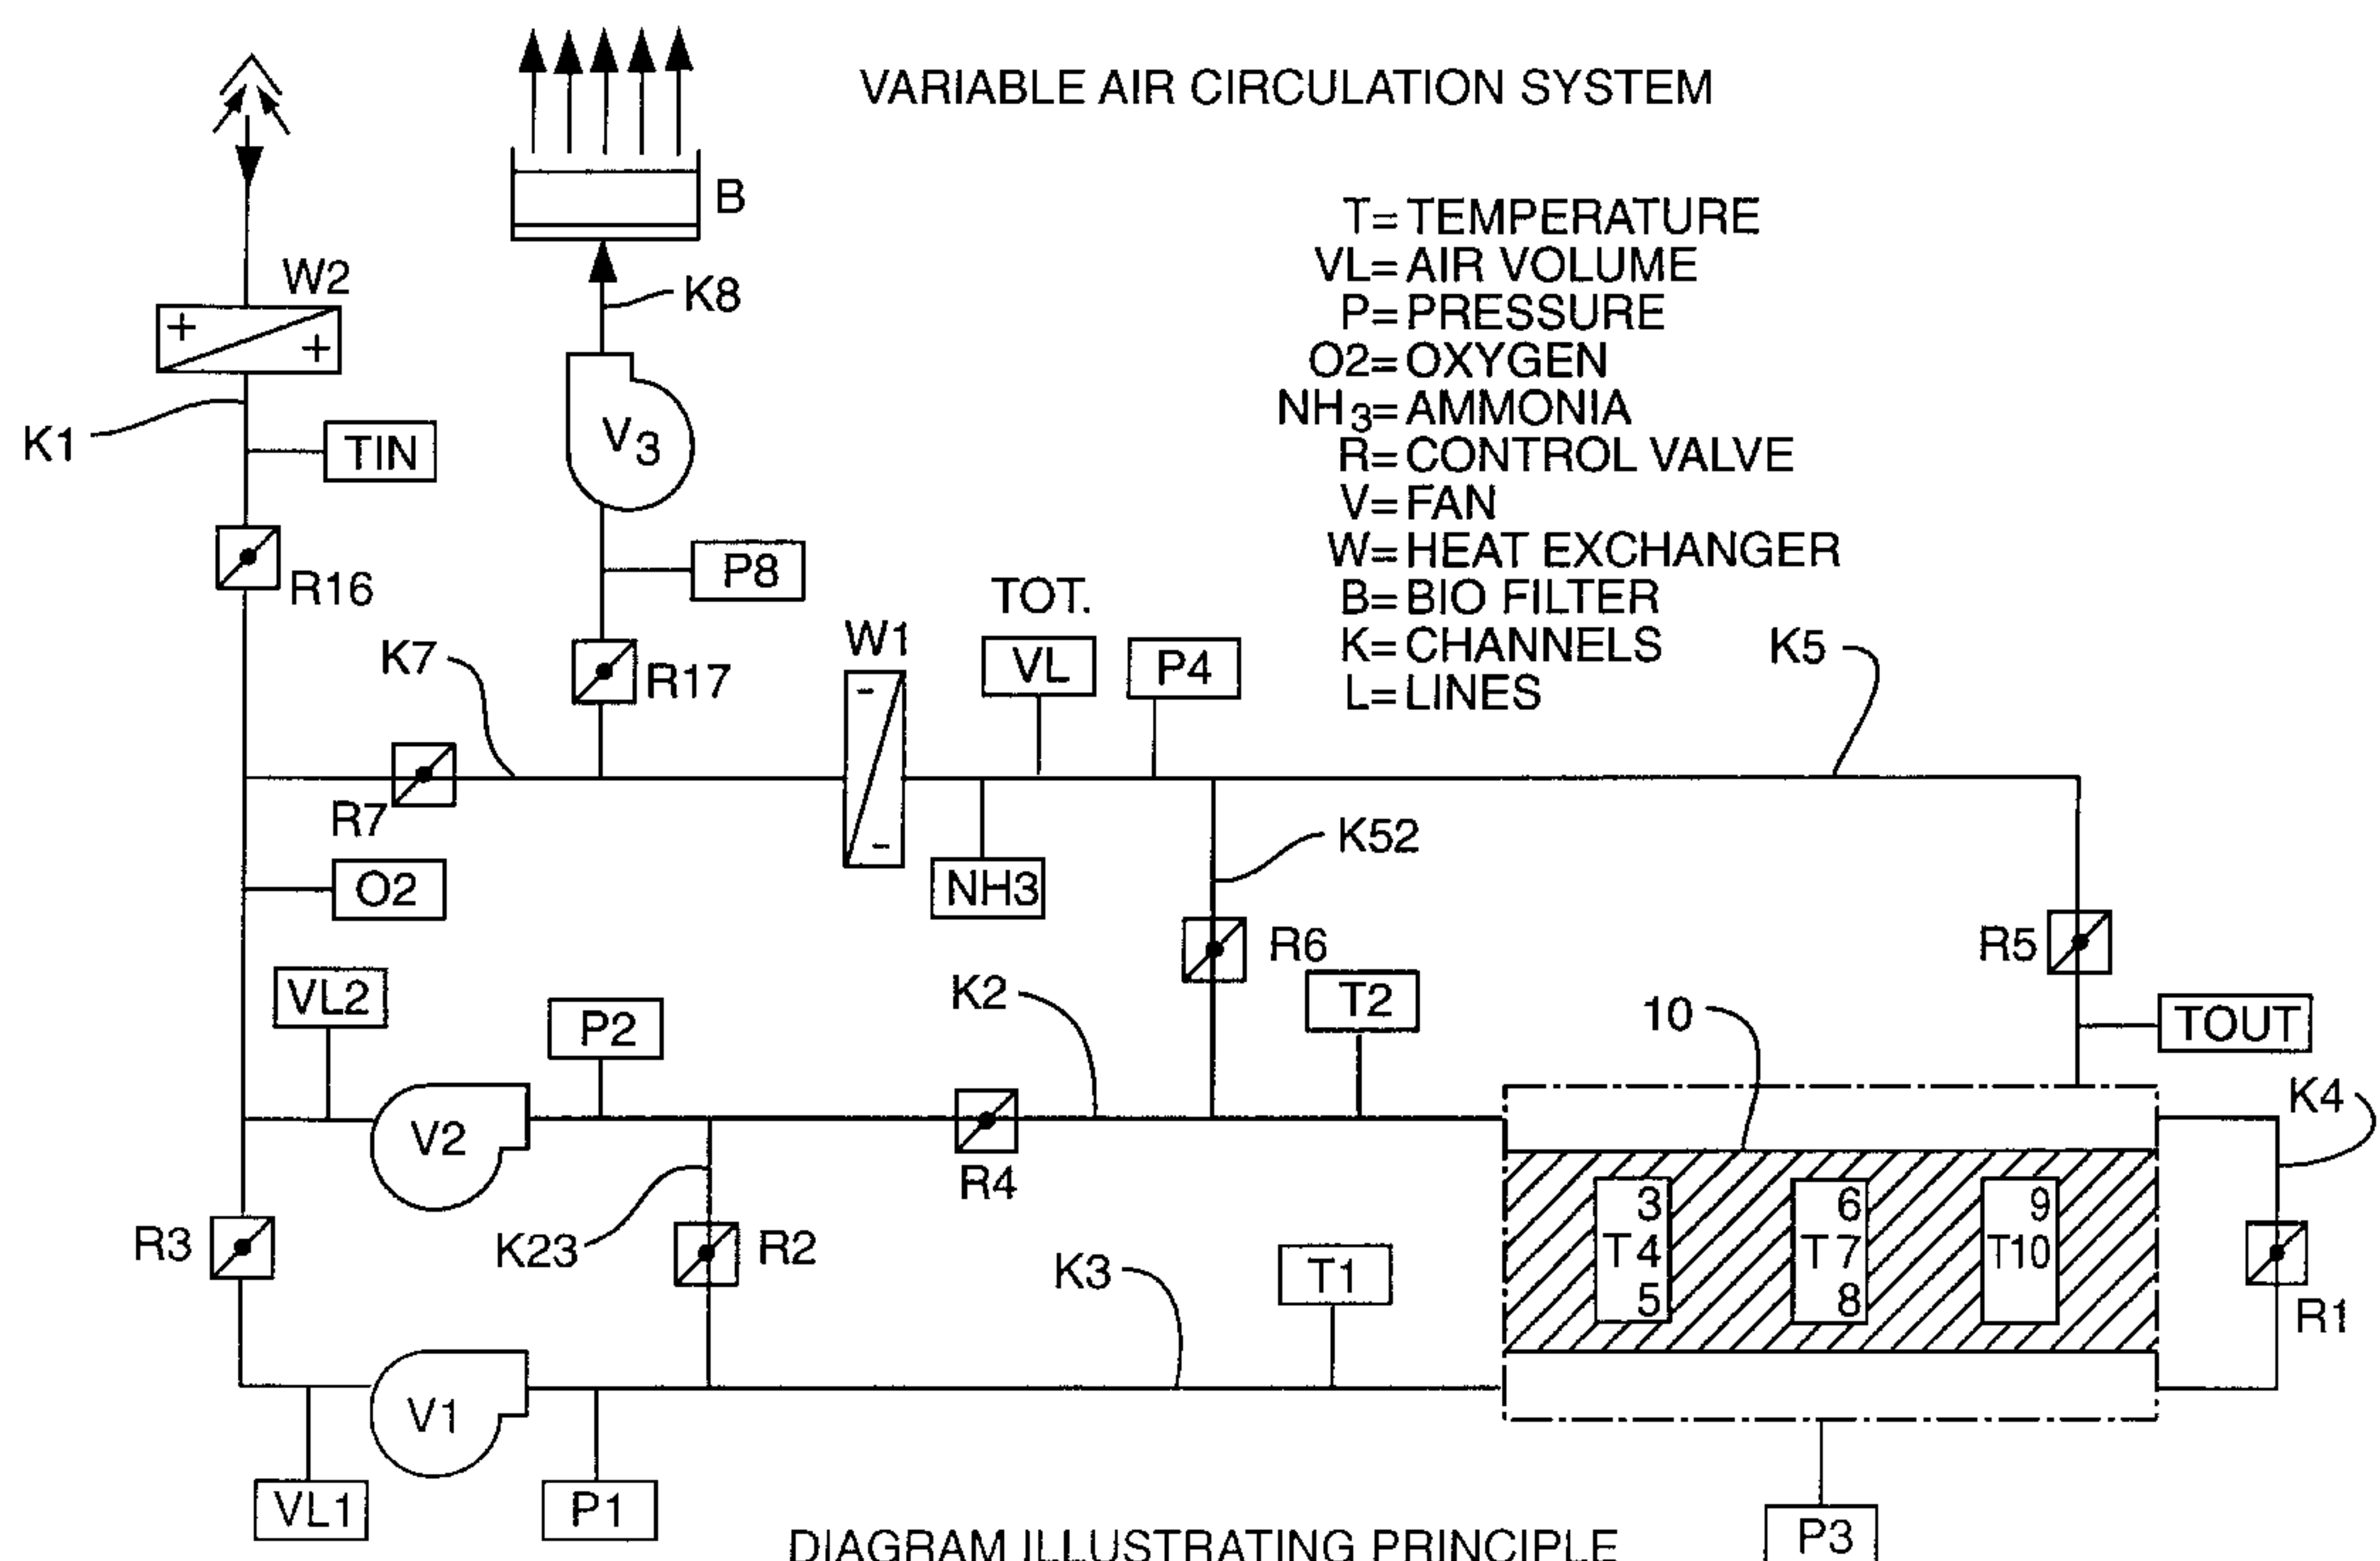 VARIABLE AIR CIRCULATION SYSTEM
B
T= TEMPERATURE
VL= AIR VOLUME
P= PRESSURE
O2= OXYGEN
NH3= AMMONIA
R= CONTROL VALVE
V= FAN
W= HEAT EXCHANGER
B= BIO FILTER
K= CHANNELS
L= LINES
W2
+
+
K8
K1
TIN
V3
R16
P8
TOT.
K7
R17
W1
VL
P4
K5
-
-
R7
K52
O2
NH3
R6
R5
VL2
P2
K2
T2
10
TOUT
V2
R4
K4
R3
K23
R2
K3
T1
3
T 4
5
6
T 7
8
9
T10
R1
V1
VL1
P1
P3
DIAGRAM ILLUSTRATING PRINCIPLE